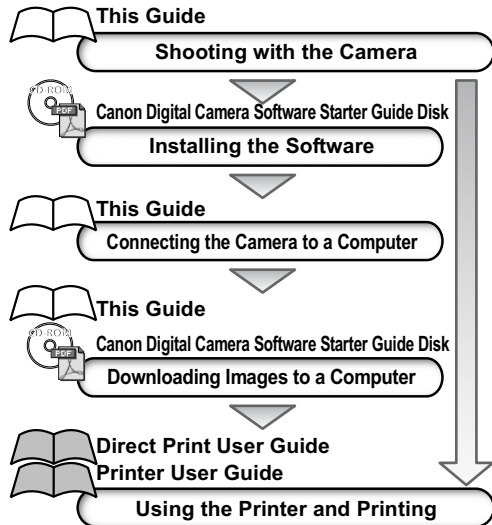 This Guide
Shooting with the Camera
CD-ROM
PDF
Canon Digital Camera Software Starter Guide Disk
Installing the Software
This Guide
Connecting the Camera to a Computer
This Guide
CD-ROM
PDF
Canon Digital Camera Software Starter Guide Disk
Downloading Images to a Computer
Direct Print User Guide
Printer User Guide
Using the Printer and Printing